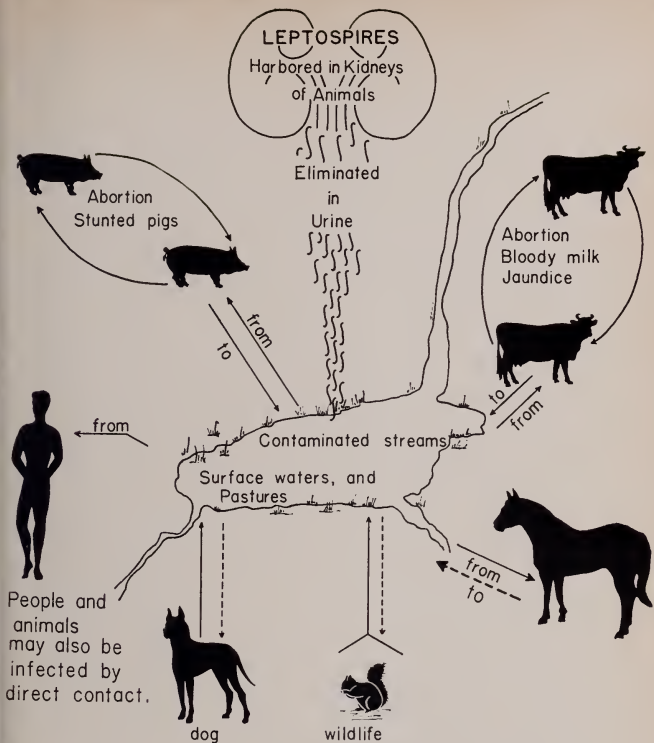 LEPTOSPIRES
Harbored in Kidneys
of Animals
Eliminated
in
Urine
Abortion
Stunted pigs
Abortion
Bloody milk
Jaundice
from
to
to
from
from
Contaminated streams
Surface waters, and
Pastures
from
to
People and
animals
may also be
infected by
direct contact.
dog
wildlife